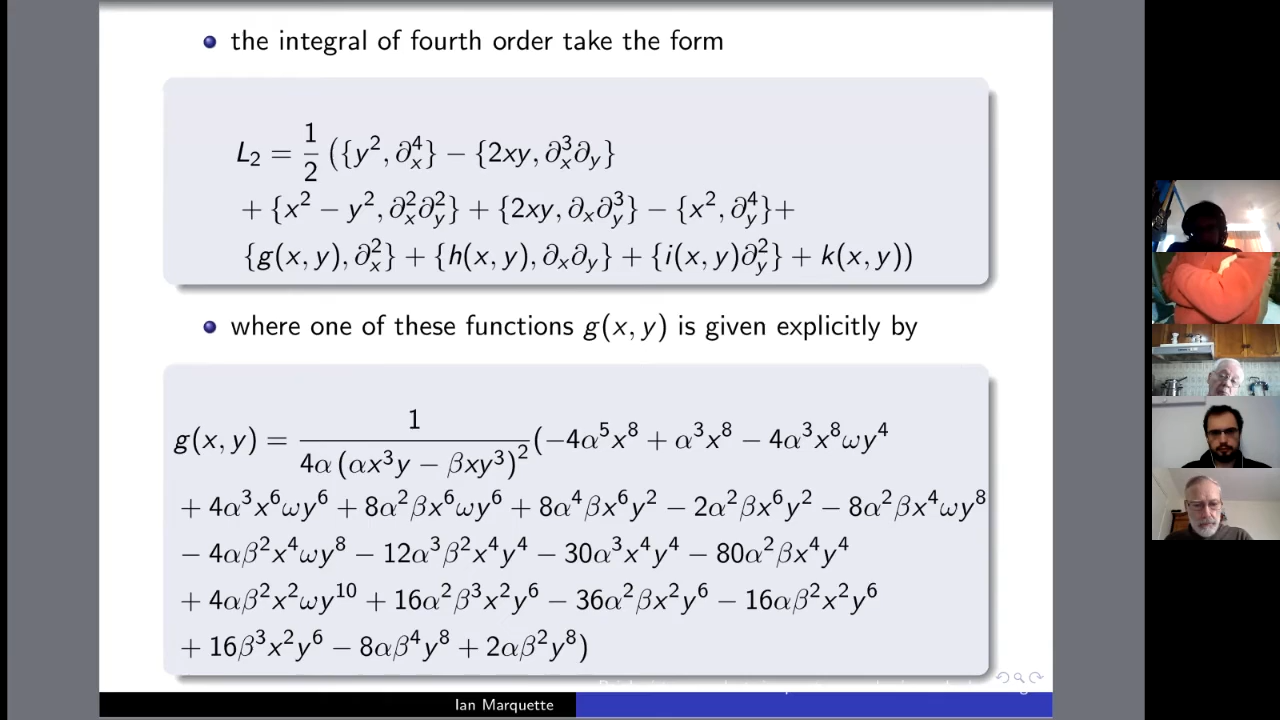 the integral of fourth order take the form
L₂ = 1/2 ({y², ∂ₓ⁴} − {2xy, ∂ₓ³∂ᵧ}
+ {x² − y², ∂ₓ²∂ᵧ²} + {2xy, ∂ₓ∂ᵧ³} − {x², ∂ᵧ⁴}+
{g(x, y), ∂ₓ²} + {h(x, y), ∂ₓ∂ᵧ} + {i(x, y)∂ᵧ²} + k(x, y))
where one of these functions g(x, y) is given explicitly by
g(x, y) = 1/(4α (αx³y − βxy³)²) (−4α⁵x⁸ + α³x⁸ − 4α³x⁸ωy⁴
+ 4α³x⁶ωy⁶ + 8α²βx⁶ωy⁶ + 8α⁴βx⁶y² − 2α²βx⁶y² − 8α²βx⁴ωy⁸
− 4αβ²x⁴ωy⁸ − 12α³β²x⁴y⁴ − 30α³x⁴y⁴ − 80α²βx⁴y⁴
+ 4αβ²x²ωy¹⁰ + 16α²β³x²y⁶ − 36α²βx²y⁶ − 16αβ²x²y⁶
+ 16β³x²y⁶ − 8αβ⁴y⁸ + 2αβ²y⁸)
Ian Marquette